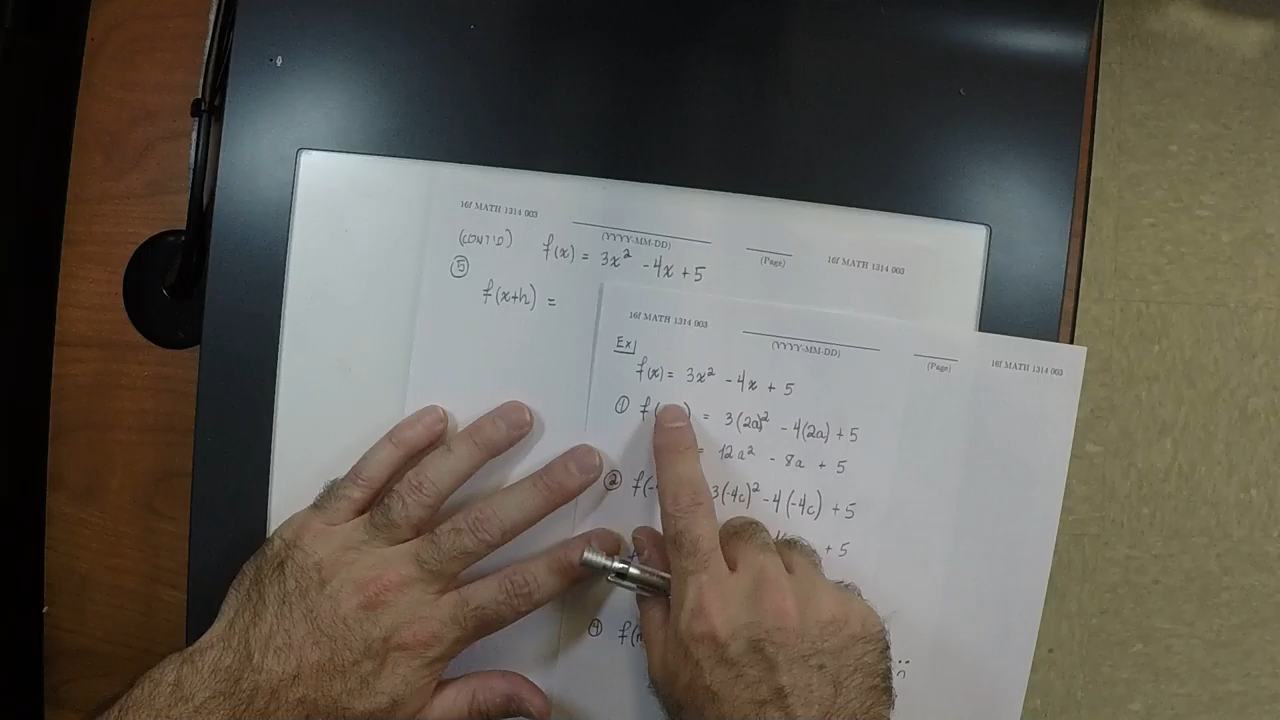 16f MATH 1314 003
(YYYY-MM-DD)
(Page)
16f MATH 1314 003
(CONT'D) f(x) = 3x² - 4x + 5
⑤
f(x+h) =
16f MATH 1314 003
(YYYY-MM-DD)
(Page)
16f MATH 1314 003
Ex
f(x) = 3x² - 4x + 5
① f( ) = 3(2a)² - 4(2a) + 5
= 12a² - 8a + 5
② f(- 3(-4c)² - 4(-4c) + 5
+ 5
④ f(